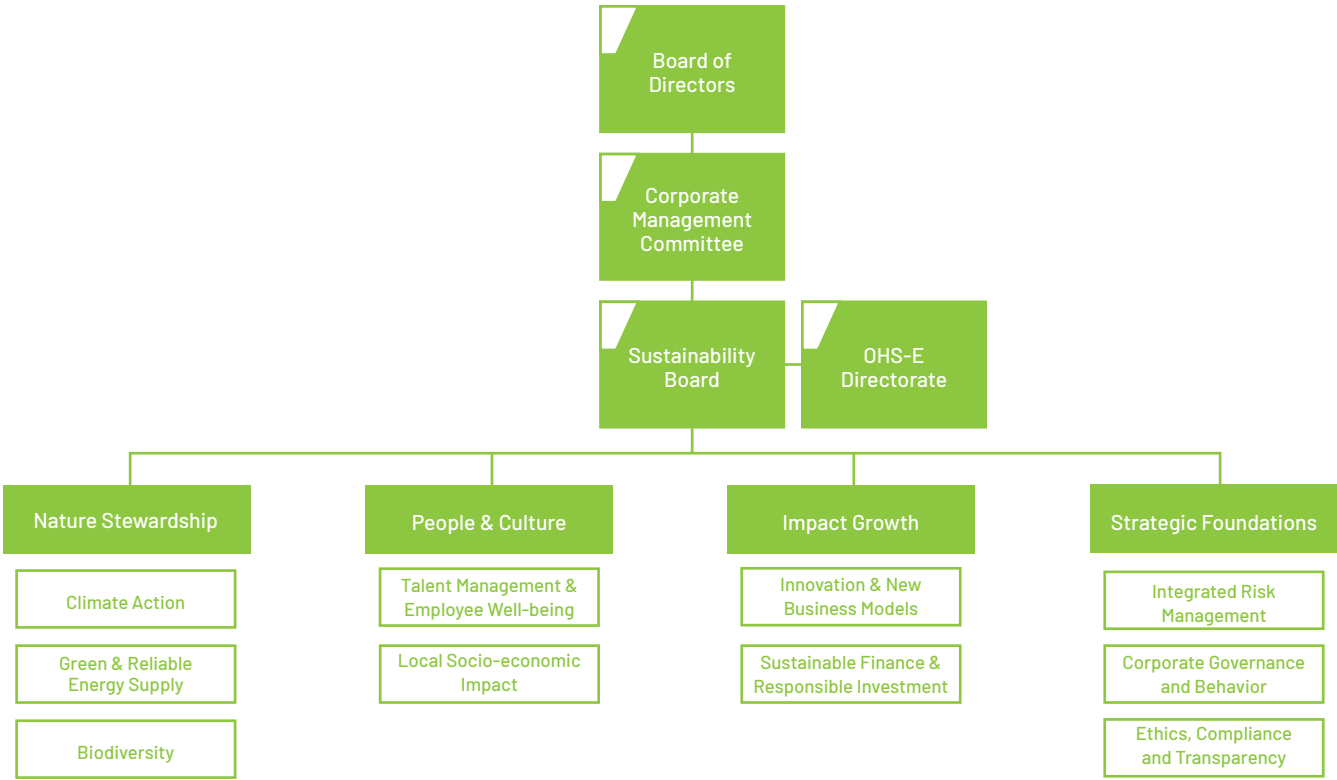 Board of
Directors
Corporate
Management
Committee
Sustainability
Board
OHS-E
Directorate
Nature Stewardship
Climate Action
Green & Reliable
Energy Supply
Biodiversity
People & Culture
Talent Management &
Employee Well-being
Local Socio-economic
Impact
Impact Growth
Innovation & New
Business Models
Sustainable Finance &
Responsible Investment
Strategic Foundations
Integrated Risk
Management
Corporate Governance
and Behavior
Ethics, Compliance
and Transparency